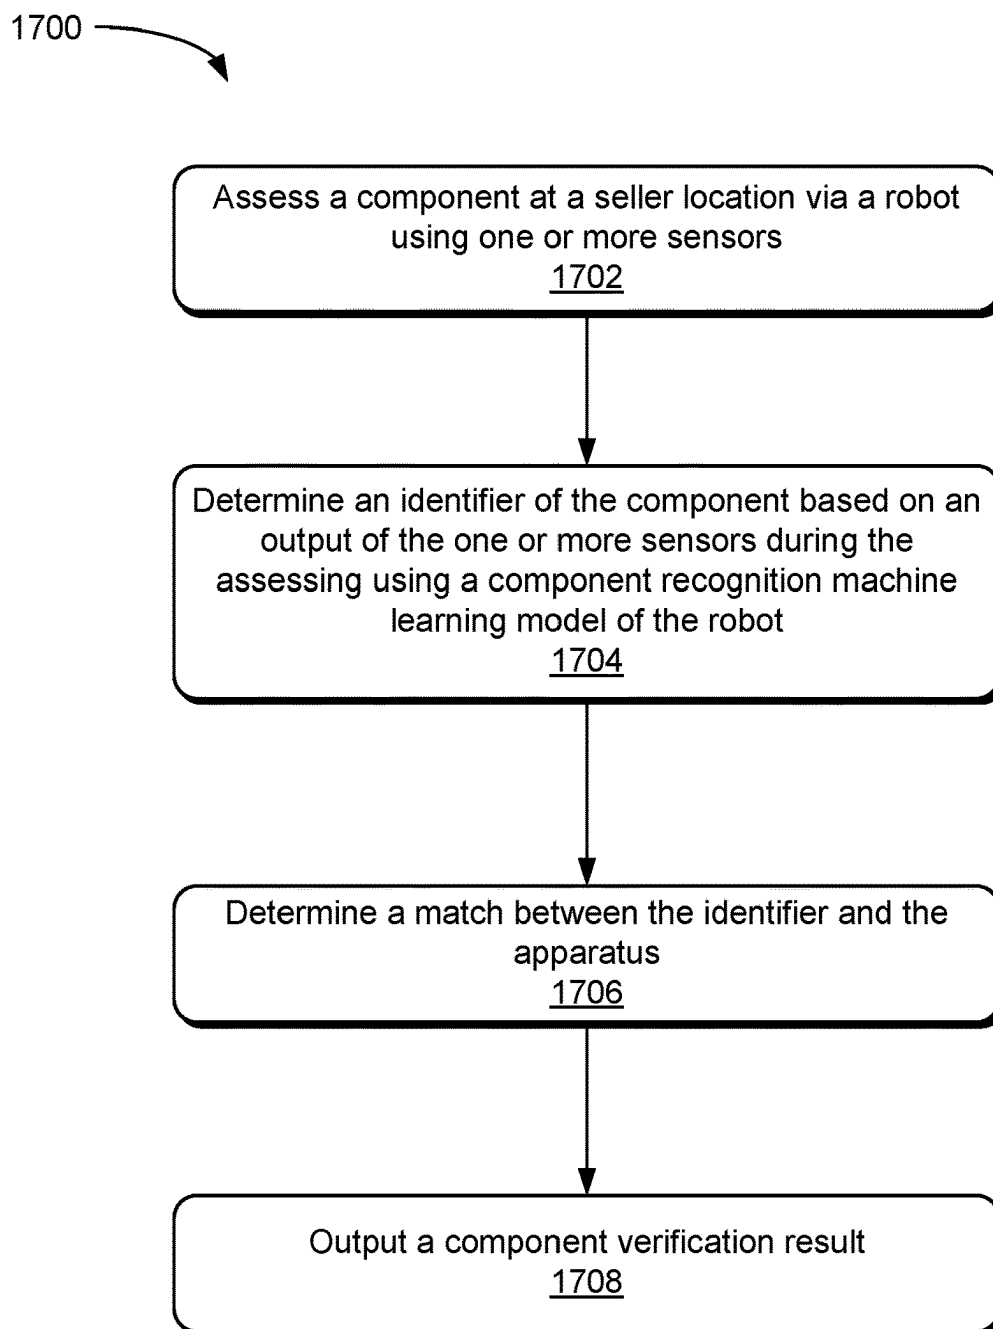 1700
Assess a component at a seller location via a robot
using one or more sensors
1702
Determine an identifier of the component based on an
output of the one or more sensors during the
assessing using a component recognition machine
learning model of the robot
1704
Determine a match between the identifier and the
apparatus
1706
Output a component verification result
1708